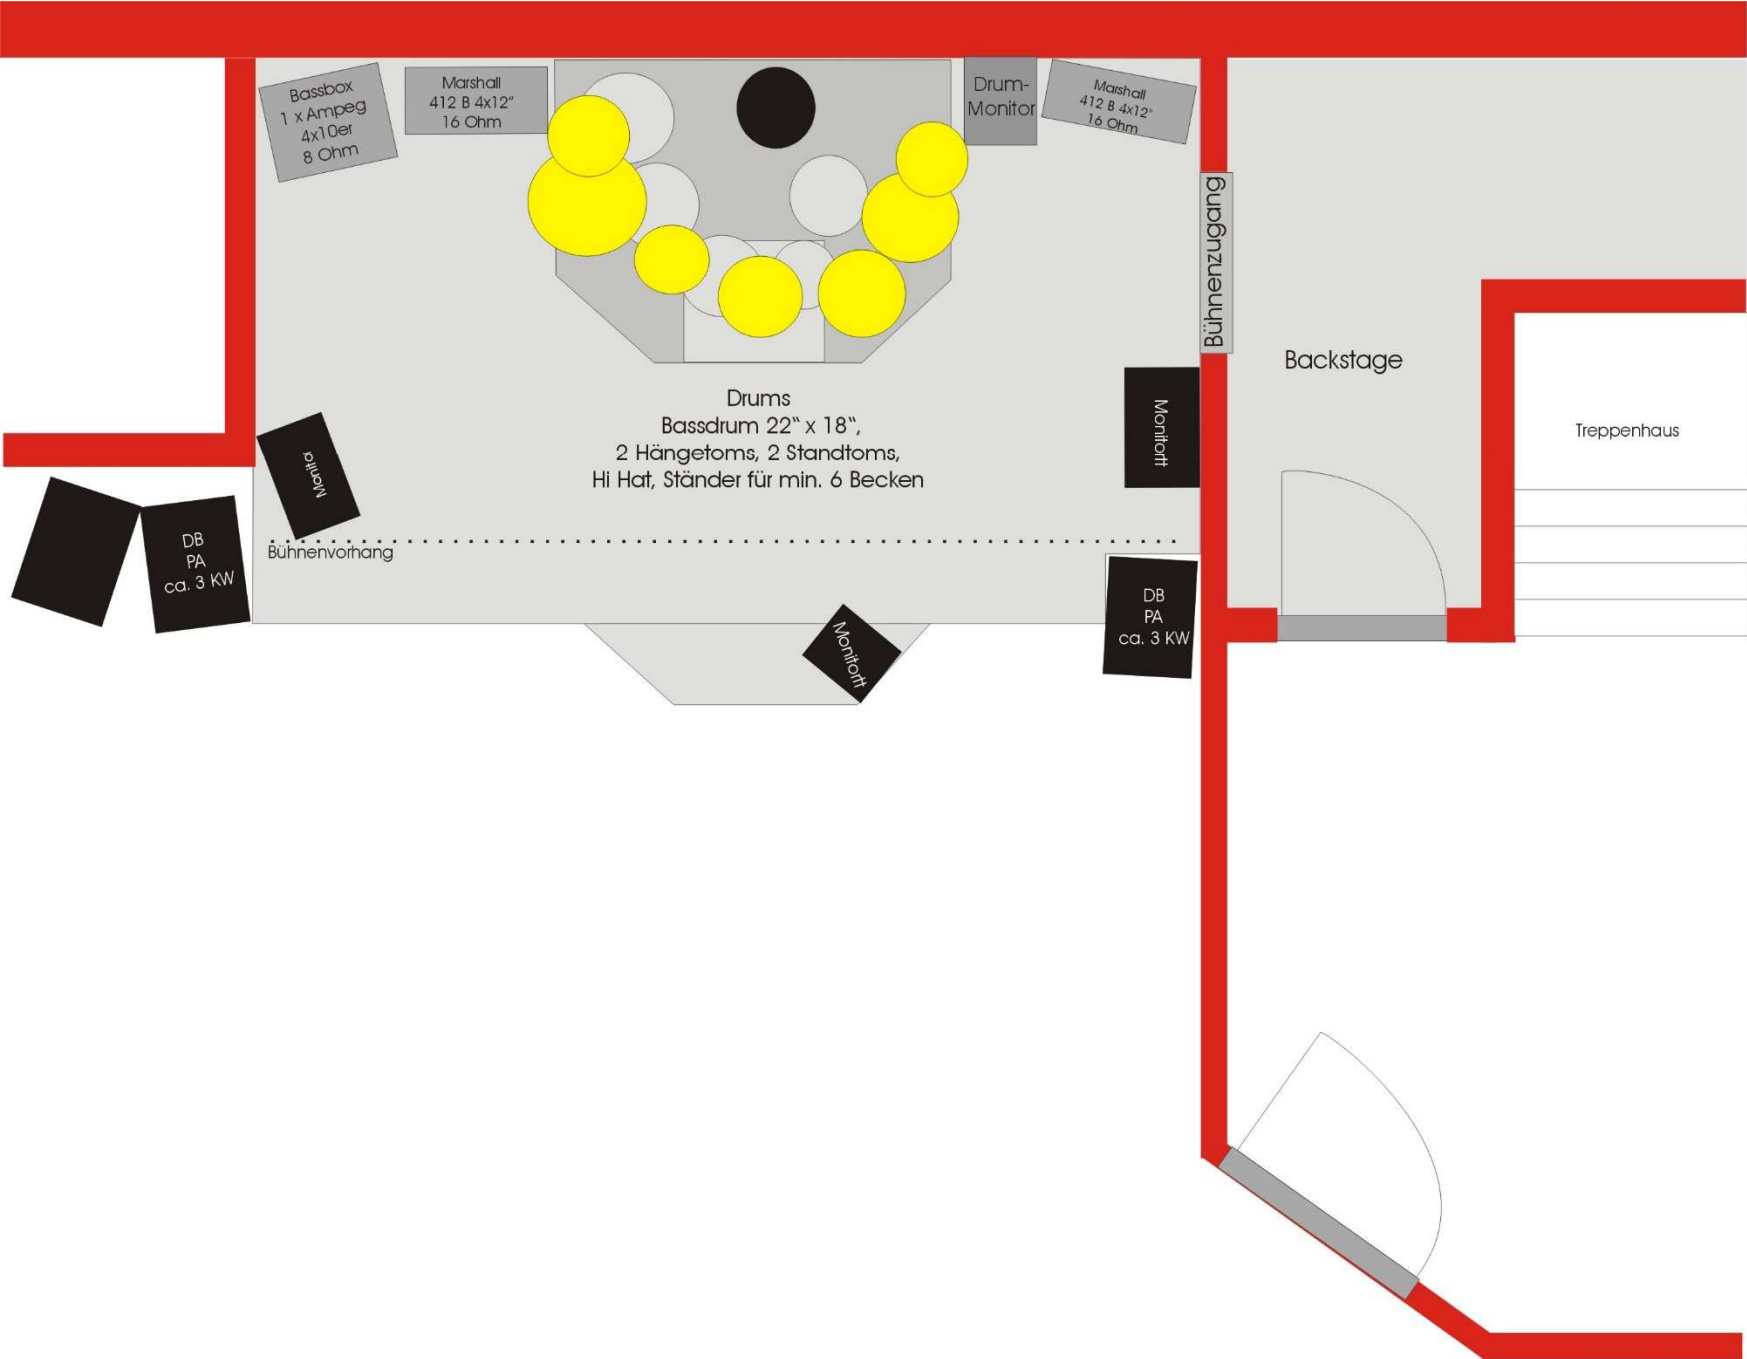 Bassbox
1 x Ampeg
4x10er
8 Ohm
Marshall
412 B 4x12"
16 Ohm
Drum-
Monitor
Marshall
412 B 4x12"
16 Ohm
Bühnenzugang
Backstage
Treppenhaus
Drums
Bassdrum 22“ x 18“,
2 Hängetoms, 2 Standtoms,
Hi Hat, Ständer für min. 6 Becken
Monitortt
Monitor
Bühnenvorhang
DB
PA
ca. 3 KW
DB
PA
ca. 3 KW
Monitortt